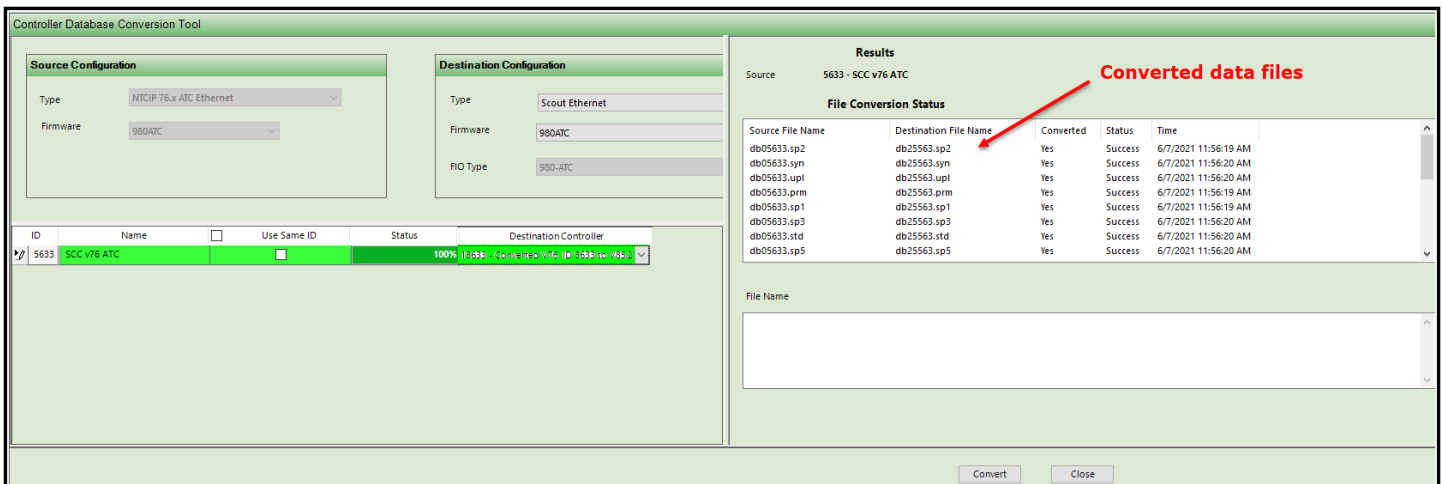 Controller Database Conversion Tool
Source Configuration
Type NTCIP 76.x ATC Ethernet
Firmware 980ATC
Destination Configuration
Type Scout Ethernet
Firmware 980ATC
FIO Type 980-ATC
ID Name Use Same ID Status Destination Controller
5633 SCC v76 ATC 100% - Converted V76 ID 5633 to V85.2
Results
Source 5633 - SCC v76 ATC
Converted data files
File Conversion Status
Source File Name Destination File Name Converted Status Time
db05633.sp2 db25563.sp2 Yes Success 6/7/2021 11:56:19 AM
db05633.syn db25563.syn Yes Success 6/7/2021 11:56:20 AM
db05633.upl db25563.upl Yes Success 6/7/2021 11:56:20 AM
db05633.prm db25563.prm Yes Success 6/7/2021 11:56:19 AM
db05633.sp1 db25563.sp1 Yes Success 6/7/2021 11:56:19 AM
db05633.sp3 db25563.sp3 Yes Success 6/7/2021 11:56:20 AM
db05633.std db25563.std Yes Success 6/7/2021 11:56:20 AM
db05633.sp5 db25563.sp5 Yes Success 6/7/2021 11:56:20 AM
File Name
Convert Close